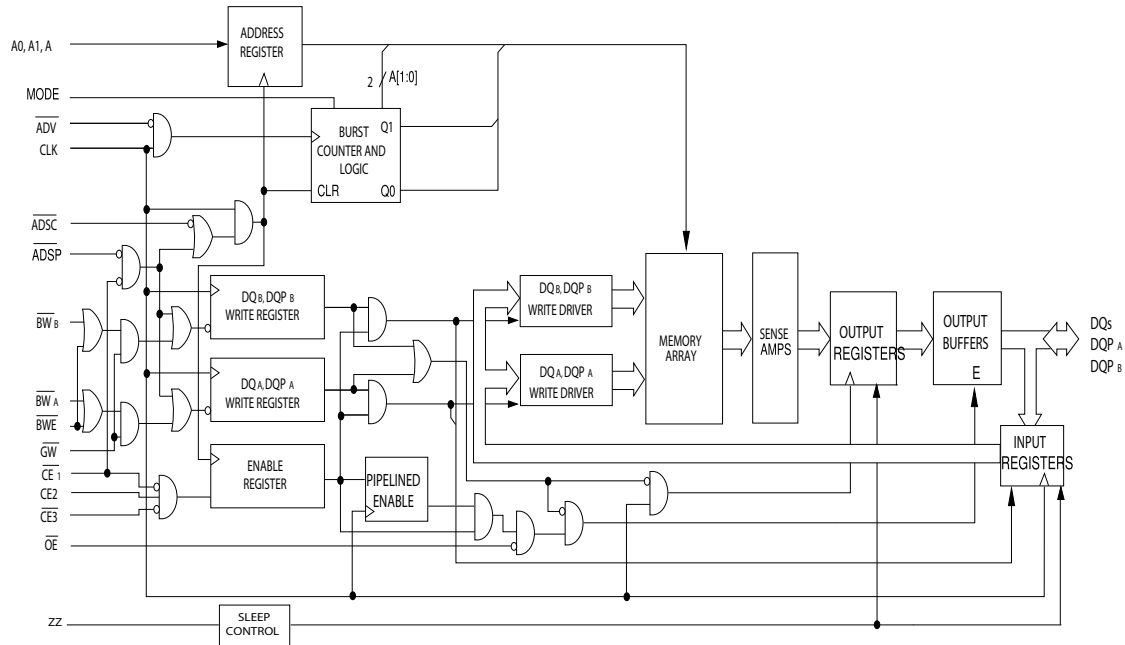 A0, A1, A
ADDRESS
REGISTER
2
A[1:0]
MODE
ADV
CLK
BURST
COUNTER AND
LOGIC
Q1
CLR
Q0
ADSC
ADSP
DQ B, DQP B
WRITE REGISTER
DQ B, DQP B
WRITE DRIVER
MEMORY
ARRAY
SENSE
AMPS
OUTPUT
REGISTERS
OUTPUT
BUFFERS
E
DQs
DQP A
DQP B
BW B
DQ A, DQP A
WRITE REGISTER
DQ A, DQP A
WRITE DRIVER
BW A
BWE
GW
CE 1
CE2
CE3
ENABLE
REGISTER
PIPELINED
ENABLE
INPUT
REGISTERS
OE
ZZ
SLEEP
CONTROL